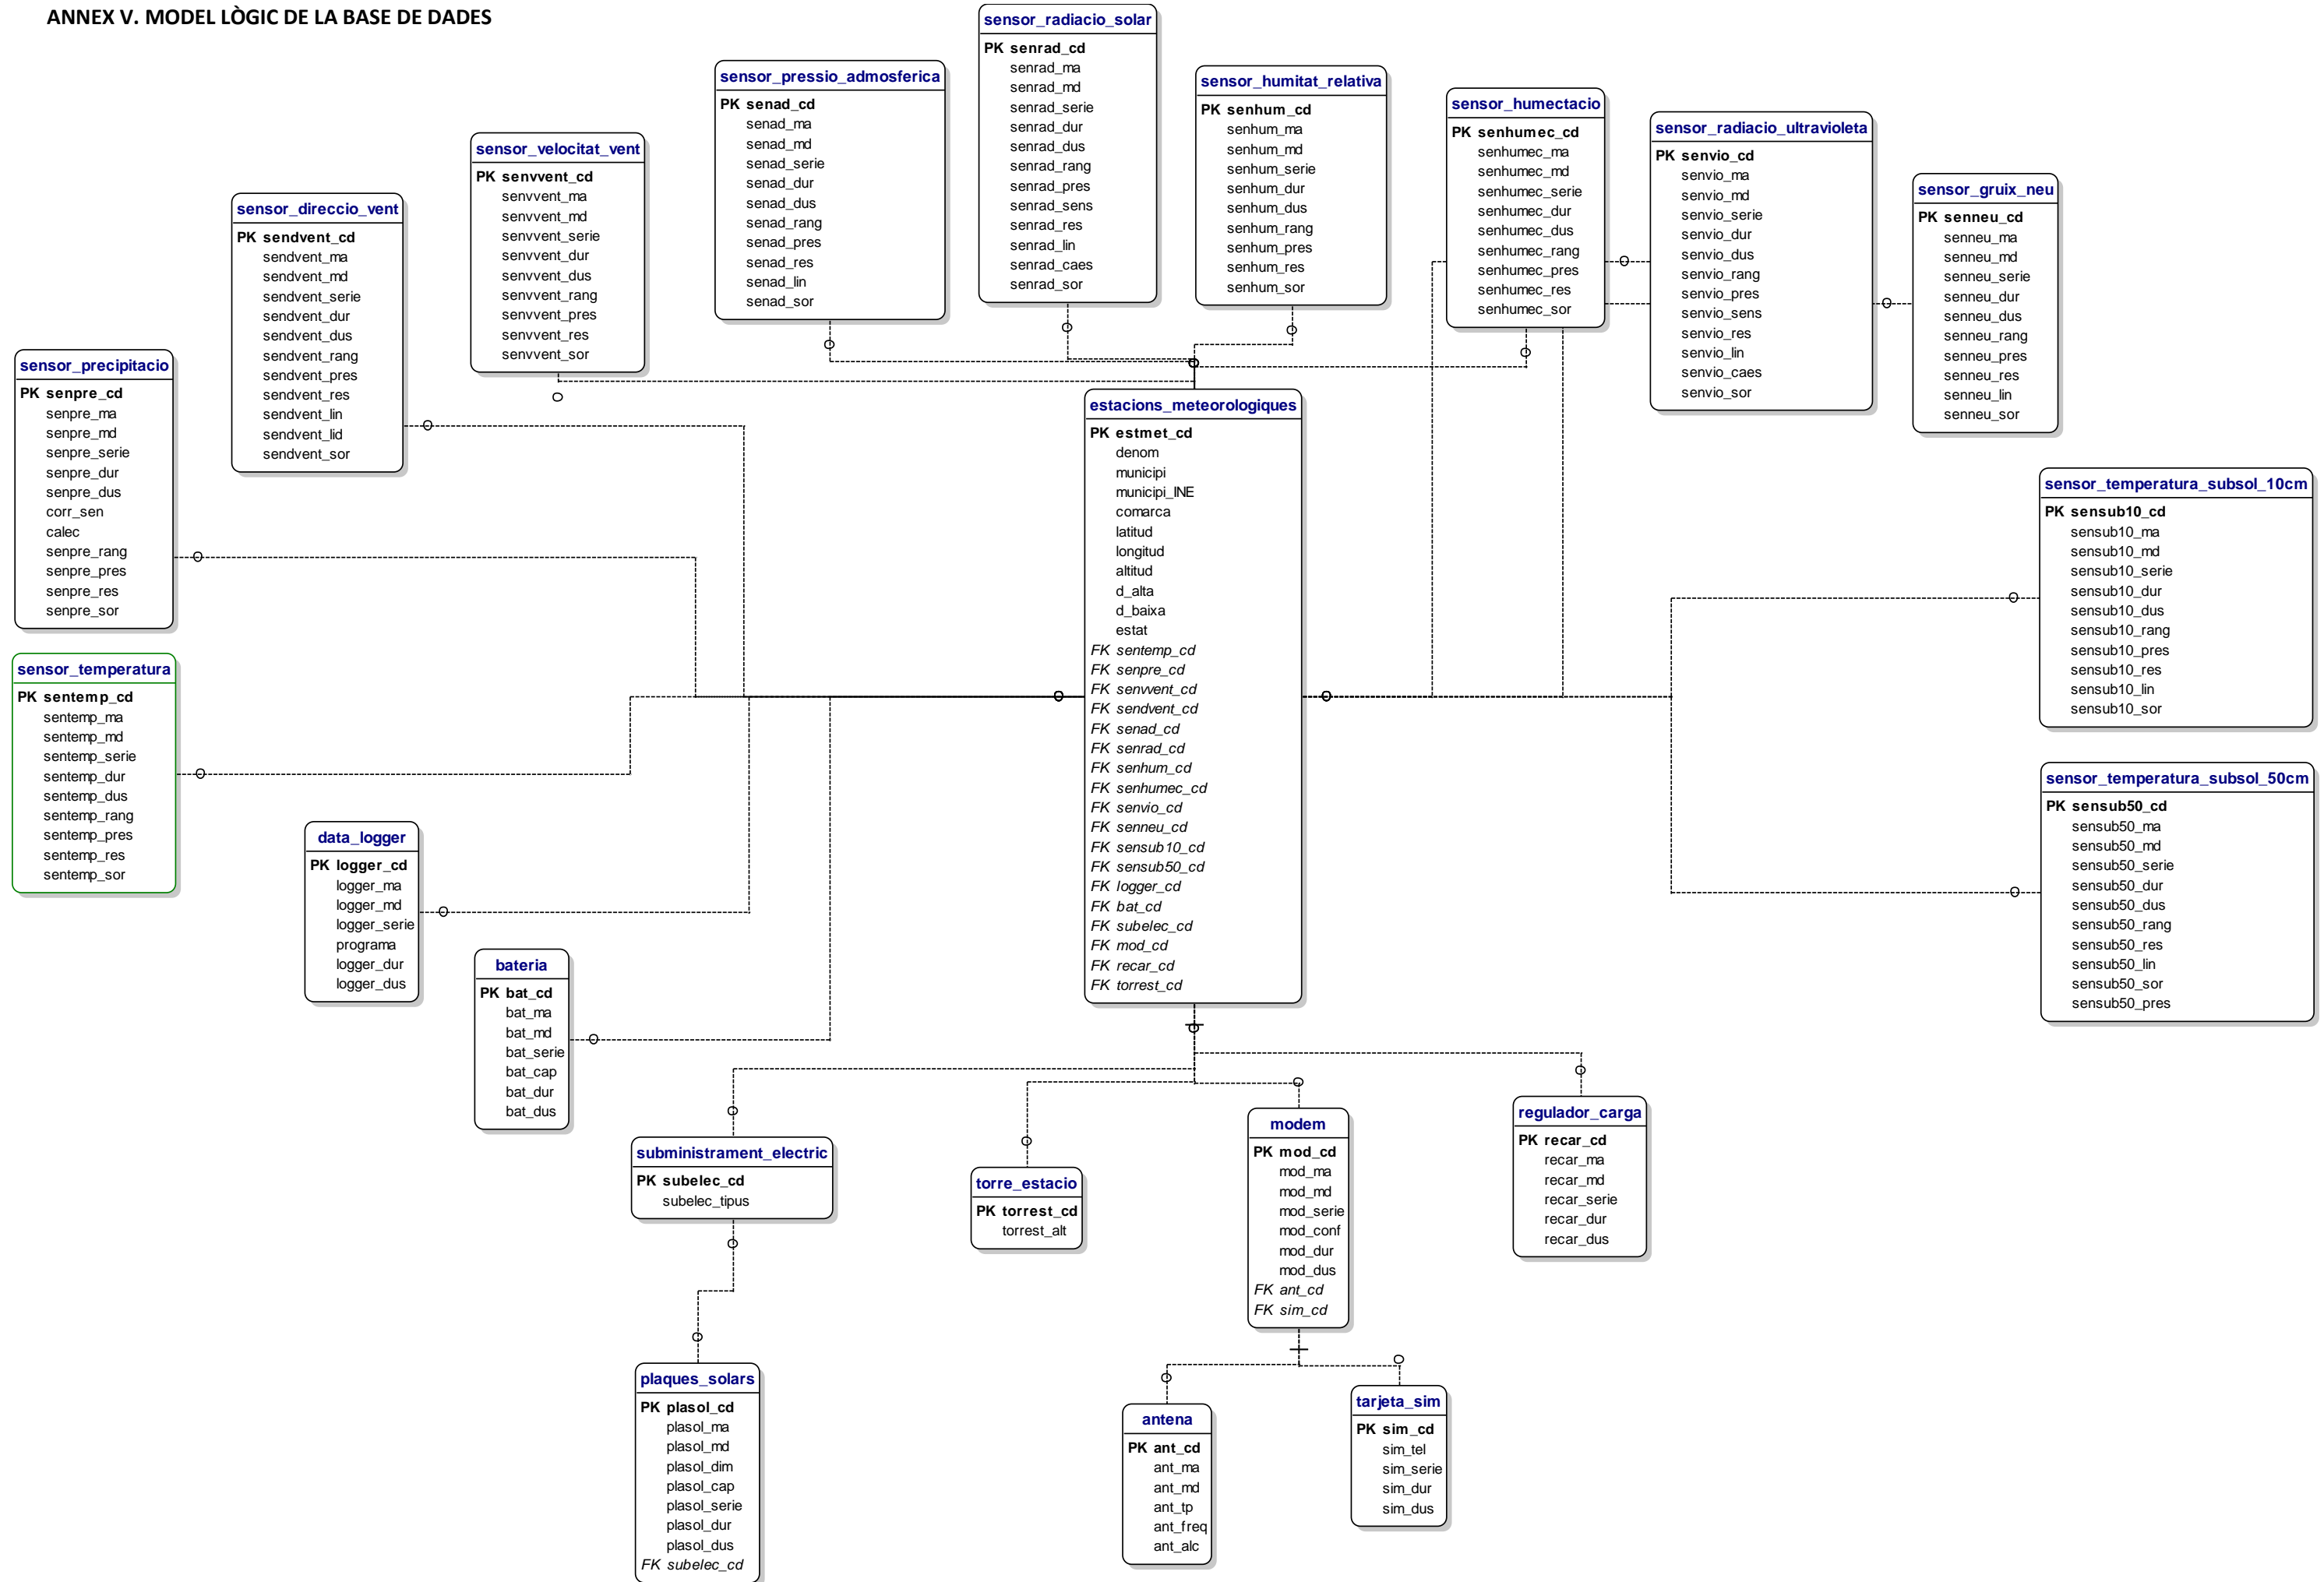 ANNEX V. MODEL LÒGIC DE LA BASE DE DADES
sensor_radiacio_solar
PK senrad_cd
senrad_ma
senrad_md
senrad_serie
senrad_dur
senrad_dus
senrad_rang
senrad_pres
senrad_sens
senrad_res
senrad_lin
senrad_caes
senrad_sor
sensor_pressio_admosferica
PK senad_cd
senad_ma
senad_md
senad_serie
senad_dur
senad_dus
senad_rang
senad_pres
senad_res
senad_lin
senad_sor
sensor_humitat_relativa
PK senhum_cd
senhum_ma
senhum_md
senhum_serie
senhum_dur
senhum_dus
senhum_rang
senhum_pres
senhum_res
senhum_sor
sensor_humectacio
PK senhumec_cd
senhumec_ma
senhumec_md
senhumec_serie
senhumec_dur
senhumec_dus
senhumec_rang
senhumec_pres
senhumec_res
senhumec_sor
sensor_radiacio_ultravioleta
PK senvio_cd
senvio_ma
senvio_md
senvio_serie
senvio_dur
senvio_dus
senvio_rang
senvio_pres
senvio_sens
senvio_res
senvio_lin
senvio_caes
senvio_sor
sensor_velocitat_vent
PK senvvent_cd
senvvent_ma
senvvent_md
senvvent_serie
senvvent_dur
senvvent_dus
senvvent_rang
senvvent_pres
senvvent_res
senvvent_sor
sensor_gruix_neu
PK senneu_cd
senneu_ma
senneu_md
senneu_serie
senneu_dur
senneu_dus
senneu_rang
senneu_pres
senneu_res
senneu_lin
senneu_sor
sensor_direccio_vent
PK sendvent_cd
sendvent_ma
sendvent_md
sendvent_serie
sendvent_dur
sendvent_dus
sendvent_rang
sendvent_pres
sendvent_res
sendvent_lin
sendvent_lid
sendvent_sor
sensor_precipitacio
PK senpre_cd
senpre_ma
senpre_md
senpre_serie
senpre_dur
senpre_dus
corr_sen
calec
senpre_rang
senpre_pres
senpre_res
senpre_sor
estacions_meteorologiques
PK estmet_cd
denom
municipi
municipi_INE
comarca
latitud
longitud
altitud
d_alta
d_baixa
estat
FK sentemp_cd
FK senpre_cd
FK senvvent_cd
FK sendvent_cd
FK senad_cd
FK senrad_cd
FK senhum_cd
FK senhumec_cd
FK senvio_cd
FK senneu_cd
FK sensub10_cd
FK sensub50_cd
FK logger_cd
FK bat_cd
FK subelec_cd
FK mod_cd
FK recar_cd
FK torrest_cd
sensor_temperatura_subsol_10cm
PK sensub10_cd
sensub10_ma
sensub10_md
sensub10_serie
sensub10_dur
sensub10_dus
sensub10_rang
sensub10_pres
sensub10_res
sensub10_lin
sensub10_sor
sensor_temperatura
PK sentemp_cd
sentemp_ma
sentemp_md
sentemp_serie
sentemp_dur
sentemp_dus
sentemp_rang
sentemp_pres
sentemp_res
sentemp_sor
sensor_temperatura_subsol_50cm
PK sensub50_cd
sensub50_ma
sensub50_md
sensub50_serie
sensub50_dur
sensub50_dus
sensub50_rang
sensub50_res
sensub50_lin
sensub50_sor
sensub50_pres
data_logger
PK logger_cd
logger_ma
logger_md
logger_serie
programa
logger_dur
logger_dus
bateria
PK bat_cd
bat_ma
bat_md
bat_serie
bat_cap
bat_dur
bat_dus
subministrament_electric
PK subelec_cd
subelec_tipus
torre_estacio
PK torrest_cd
torrest_alt
modem
PK mod_cd
mod_ma
mod_md
mod_serie
mod_conf
mod_dur
mod_dus
FK ant_cd
FK sim_cd
regulador_carga
PK recar_cd
recar_ma
recar_md
recar_serie
recar_dur
recar_dus
plaques_solars
PK plasol_cd
plasol_ma
plasol_md
plasol_dim
plasol_cap
plasol_serie
plasol_dur
plasol_dus
FK subelec_cd
antena
PK ant_cd
ant_ma
ant_md
ant_tp
ant_freq
ant_alc
tarjeta_sim
PK sim_cd
sim_tel
sim_serie
sim_dur
sim_dus